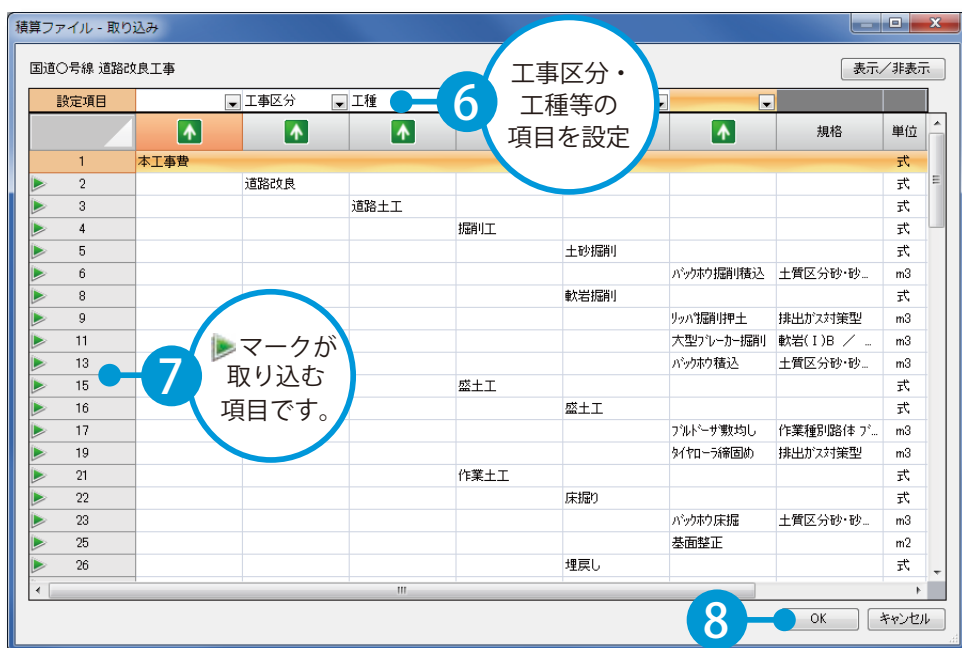 積算ファイル - 取り込み
国道〇号線 道路改良工事
表示／非表示
設定項目 工事区分 工種
6
工事区分・
工種等の
項目を設定
規格 単位
1 本工事費 式
2 道路改良 式
3 道路土工 式
4 掘削工 式
5 土砂掘削 式
6 バックホウ掘削積込 土質区分砂・砂... m3
8 軟岩掘削 式
9 リッパ掘削押土 排出ガス対策型 m3
11 大型ブレーカー掘削 軟岩(Ⅰ)B ／ ... m3
13 バックホウ積込 土質区分砂・砂... m3
15 盛土工 式
16 盛土工 式
17 ブルドーザ敷均し 作業種別路体 ブ... m3
19 タイヤローラ締固め 排出ガス対策型 m3
21 作業土工 式
22 床掘り 式
23 バックホウ床掘 土質区分砂・砂... m3
25 基面整正 m2
26 埋戻し 式
7
マークが
取り込む
項目です。
8
OK キャンセル